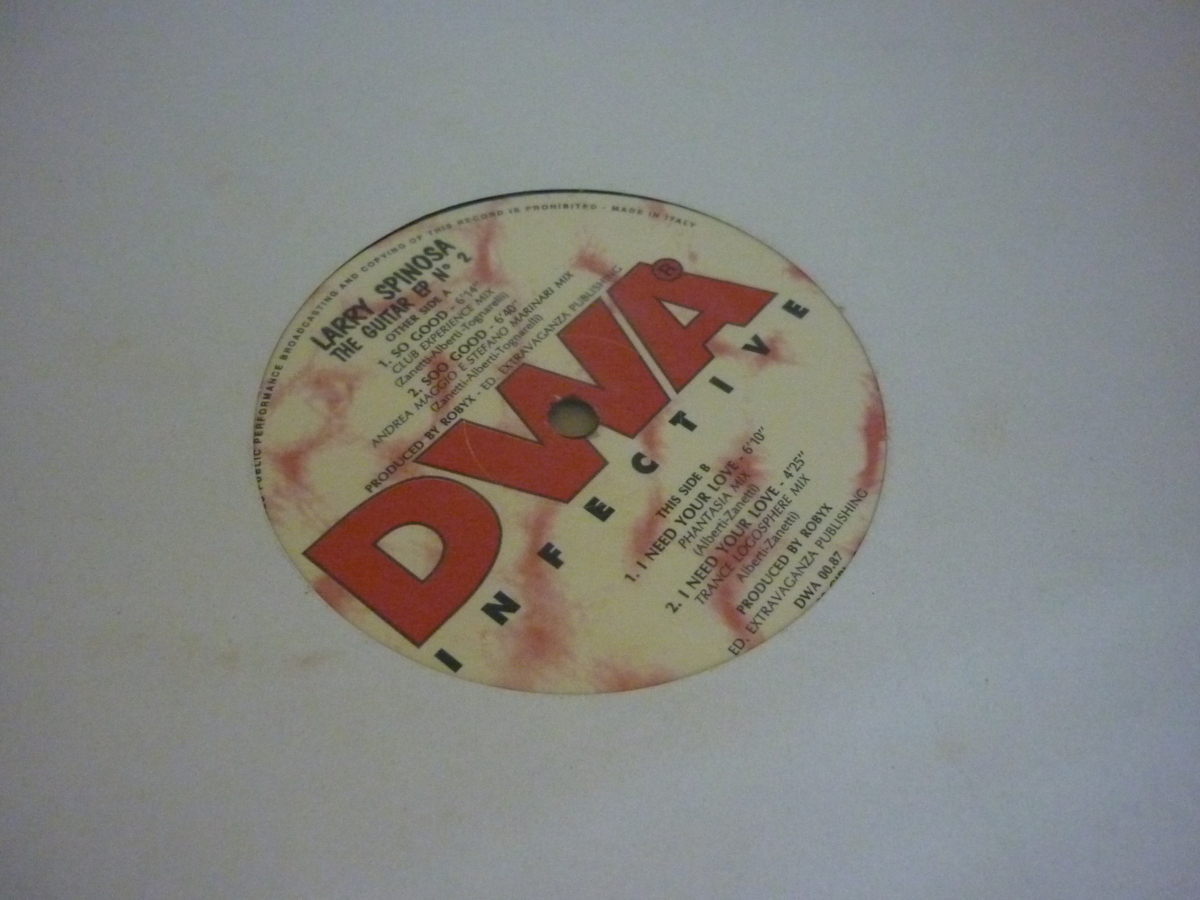 PUBLIC PERFORMANCE BROADCASTING AND COPYING OF THIS RECORD IS PROHIBITED - MADE IN ITALY
LARRY SPINOSA
THE GUITAR EP N° 2
OTHER SIDE A
1. SO GOOD - 6'14"
CLUB EXPERIENCE MIX
(Zanetti-Alberti-Tognarelli)
2. SOO GOOD - 6'40"
ANDREA MAGGIO E STEFANO MARINARI MIX
(Zanetti-Alberti-Tognarelli)
PRODUCED BY ROBYX - ED. EXTRAVAGANZA PUBLISHING
DWA®
INFECTIVE
THIS SIDE B
1. I NEED YOUR LOVE - 6'10"
PHANTASIA MIX
(Alberti-Zanetti)
2. I NEED YOUR LOVE - 4'25"
TRANCE LOGOSPHERE MIX
Alberti-Zanetti)
PRODUCED BY ROBYX
ED. EXTRAVAGANZA PUBLISHING
DWA 00.87